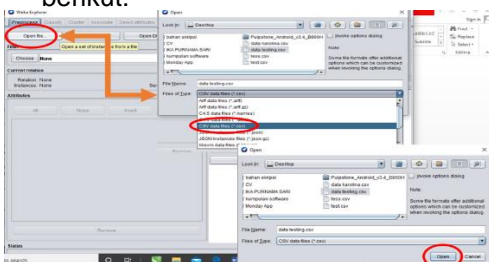 berikut:
Weka Explorer
Preprocess Classify Cluster Associate Select attributes
Open file...
Open a set of instances from a file
Choose None
Current relation
Relation: None
Instances: None
Attributes
All None Invert
Remove
Status
Open
Look In: Desktop
bahan skripsi
CV
IKA PURNAMA SARI
kumpulan software
Monday App
data karolina.csv
data testing.csv
tess.csv
test.csv
Invoke options dialog
Note:
Some file formats offer additional
options which can be customized
when invoking the options dialog.
File Name: data testing.csv
Files of Type: CSV data files (*.csv)
Arff data files (*.arff)
Arff data files (*.arff.gz)
C4.5 data files (*.names)
CSV data files (*.csv)
JSON Instances files (*.json.gz)
Sign in
Find
Replace
Select
Editing
Open
Look In: Desktop
bahan skripsi
CV
IKA PURNAMA SARI
kumpulan software
Monday App
data karolina.csv
data testing.csv
tess.csv
test.csv
Invoke options dialog
Note:
Some file formats offer additional
options which can be customized
when invoking the options dialog.
File Name: data testing.csv
Files of Type: CSV data files (*.csv)
Open Cancel